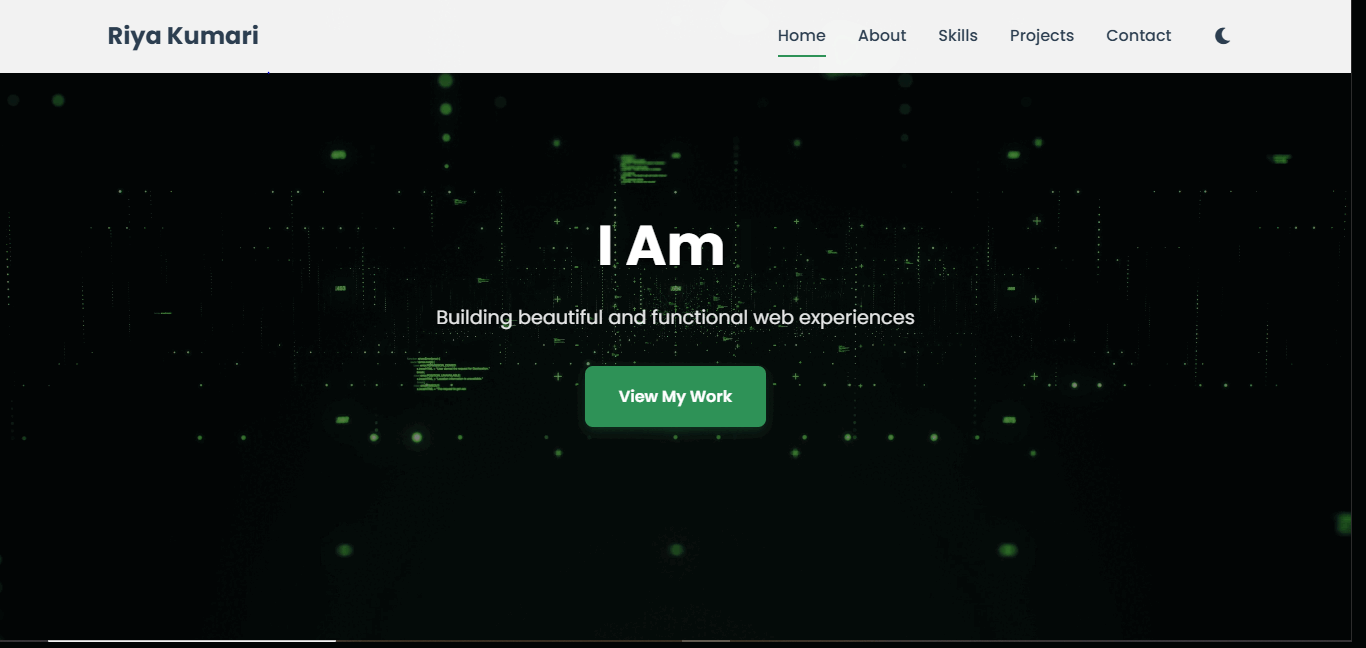 Riya Kumari
Home About Skills Projects Contact
I Am
Building beautiful and functional web experiences
View My Work